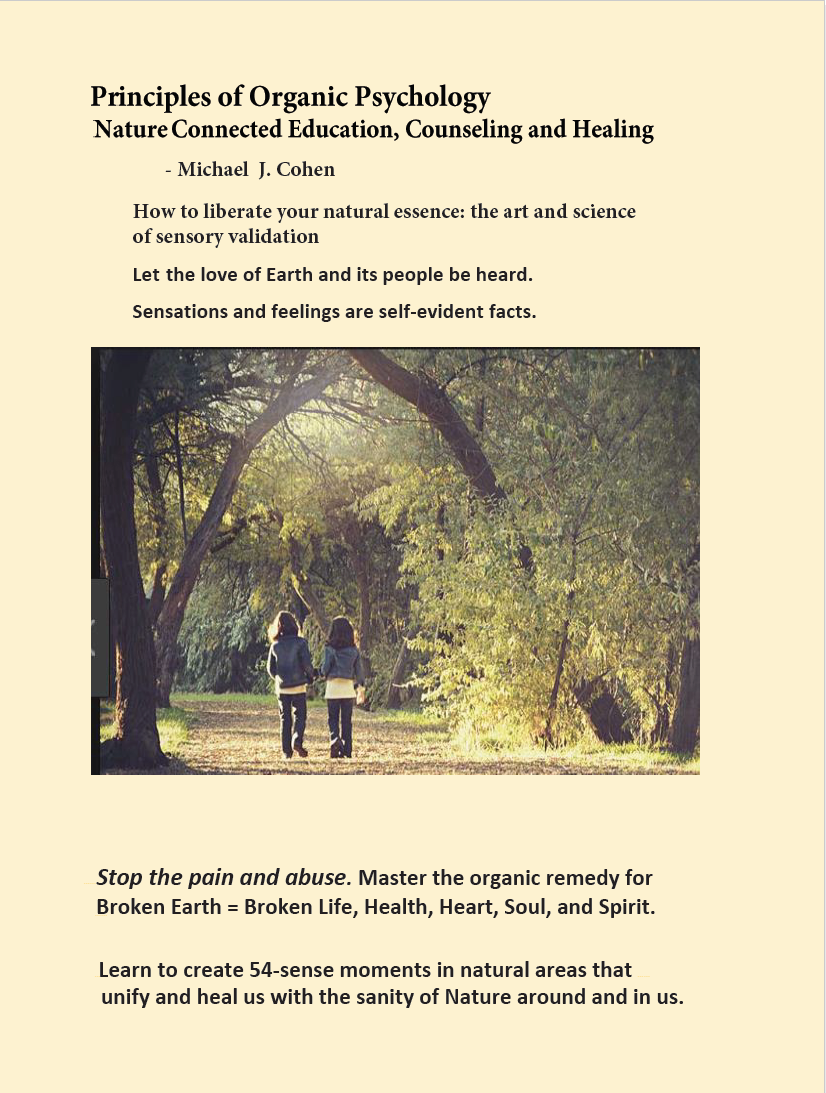 Principles of Organic Psychology
Nature Connected Education, Counseling and Healing
- Michael J. Cohen
How to liberate your natural essence: the art and science
of sensory validation
Let the love of Earth and its people be heard.
Sensations and feelings are self-evident facts.
Stop the pain and abuse. Master the organic remedy for
Broken Earth = Broken Life, Health, Heart, Soul, and Spirit.
Learn to create 54-sense moments in natural areas that
unify and heal us with the sanity of Nature around and in us.